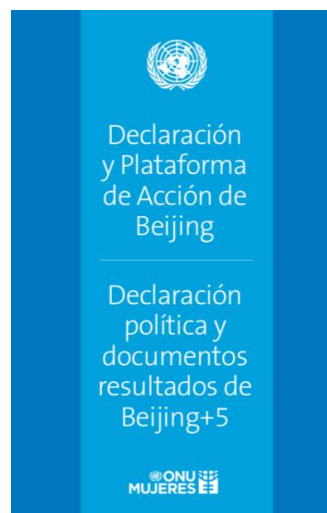 Declaración
y Plataforma
de Acción de
Beijing
Declaración
política y
documentos
resultados de
Beijing+5
ONU
MUJERES